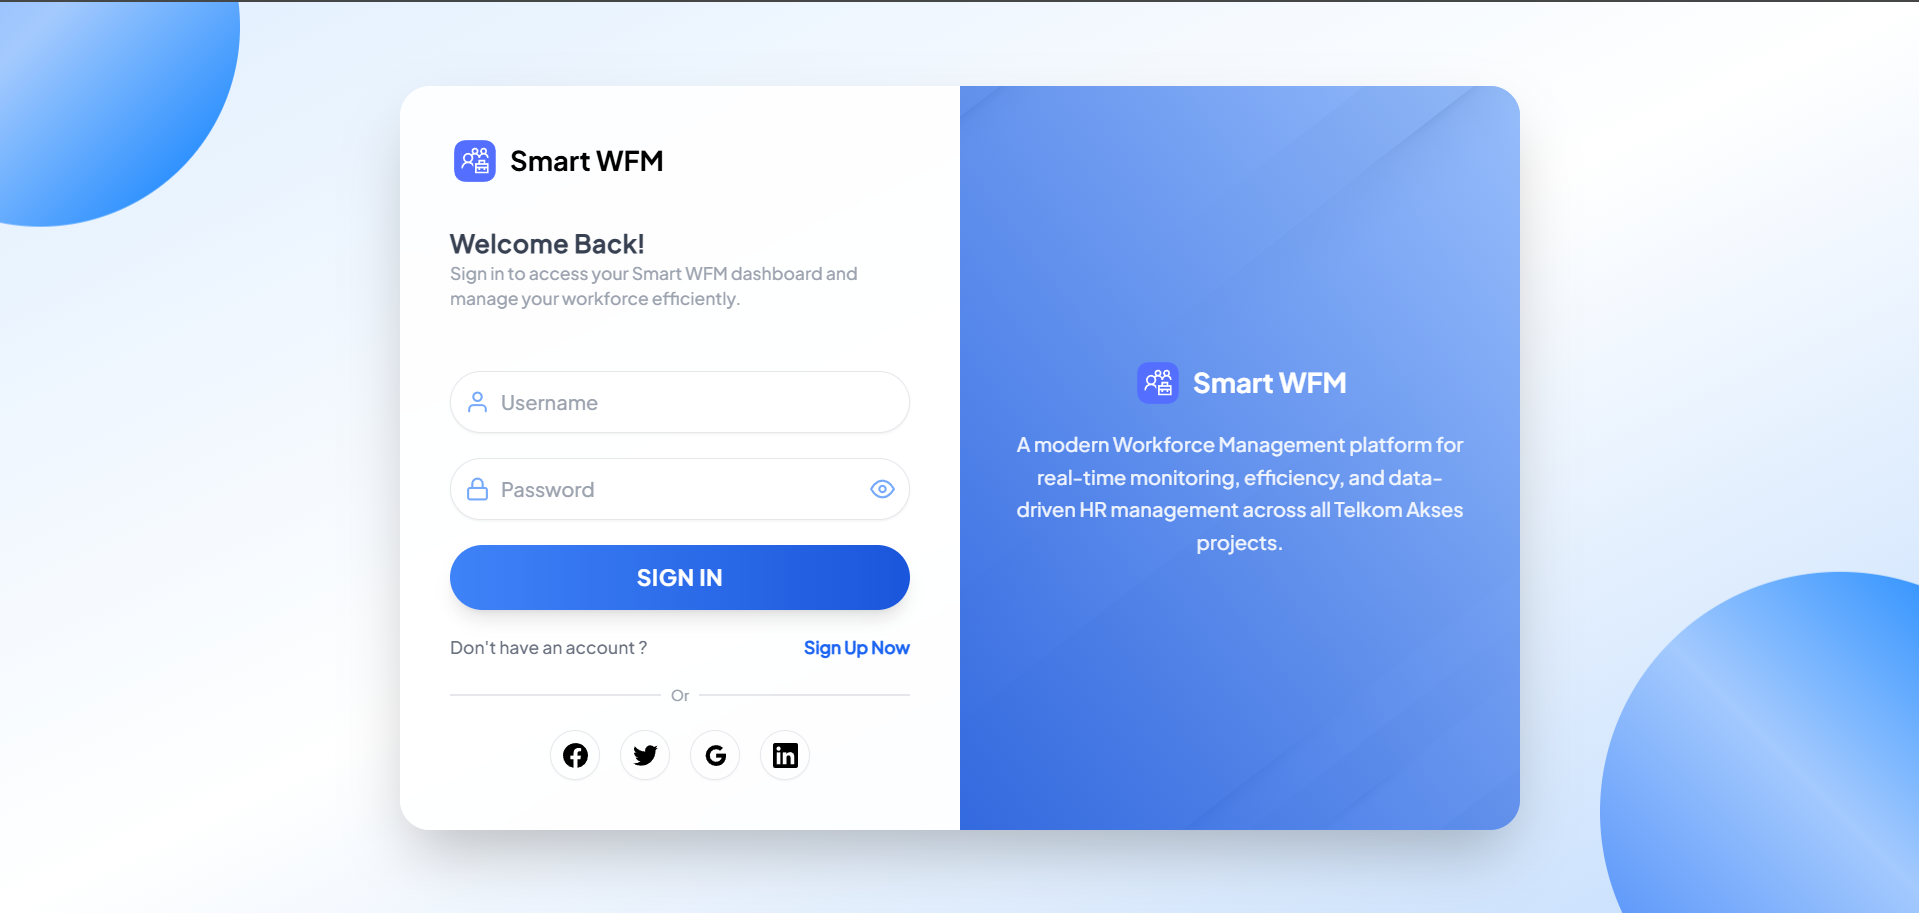 Smart WFM
Welcome Back!
Sign in to access your Smart WFM dashboard and
manage your workforce efficiently.
Username
Password
SIGN IN
Don't have an account ?
Sign Up Now
Or
Smart WFM
A modern Workforce Management platform for
real-time monitoring, efficiency, and data-
driven HR management across all Telkom Akses
projects.